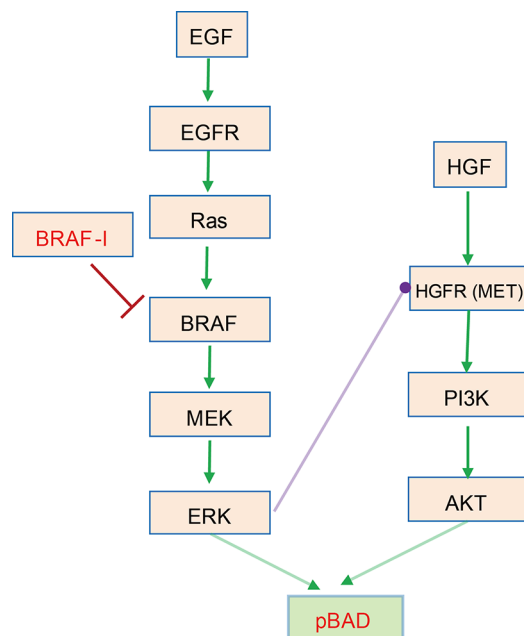 EGF
EGFR
HGF
Ras
BRAF-I
HGFR (MET)
BRAF
PI3K
MEK
ERK
AKT
pBAD